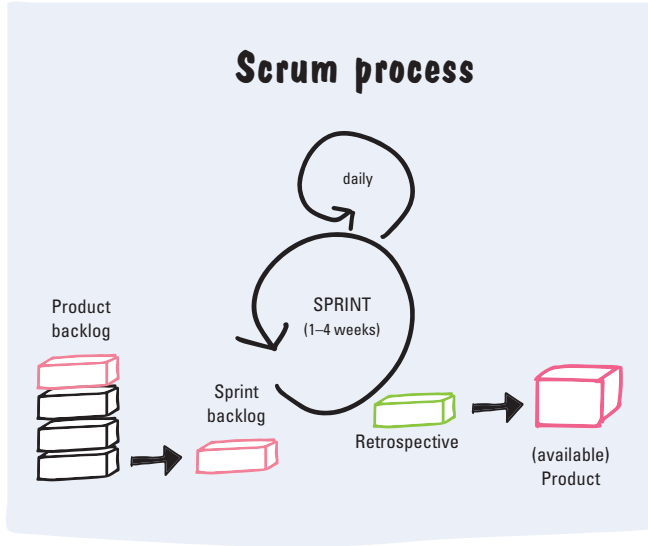 Scrum process
daily
SPRINT
(1–4 weeks)
Product
backlog
Sprint
backlog
Retrospective
(available)
Product